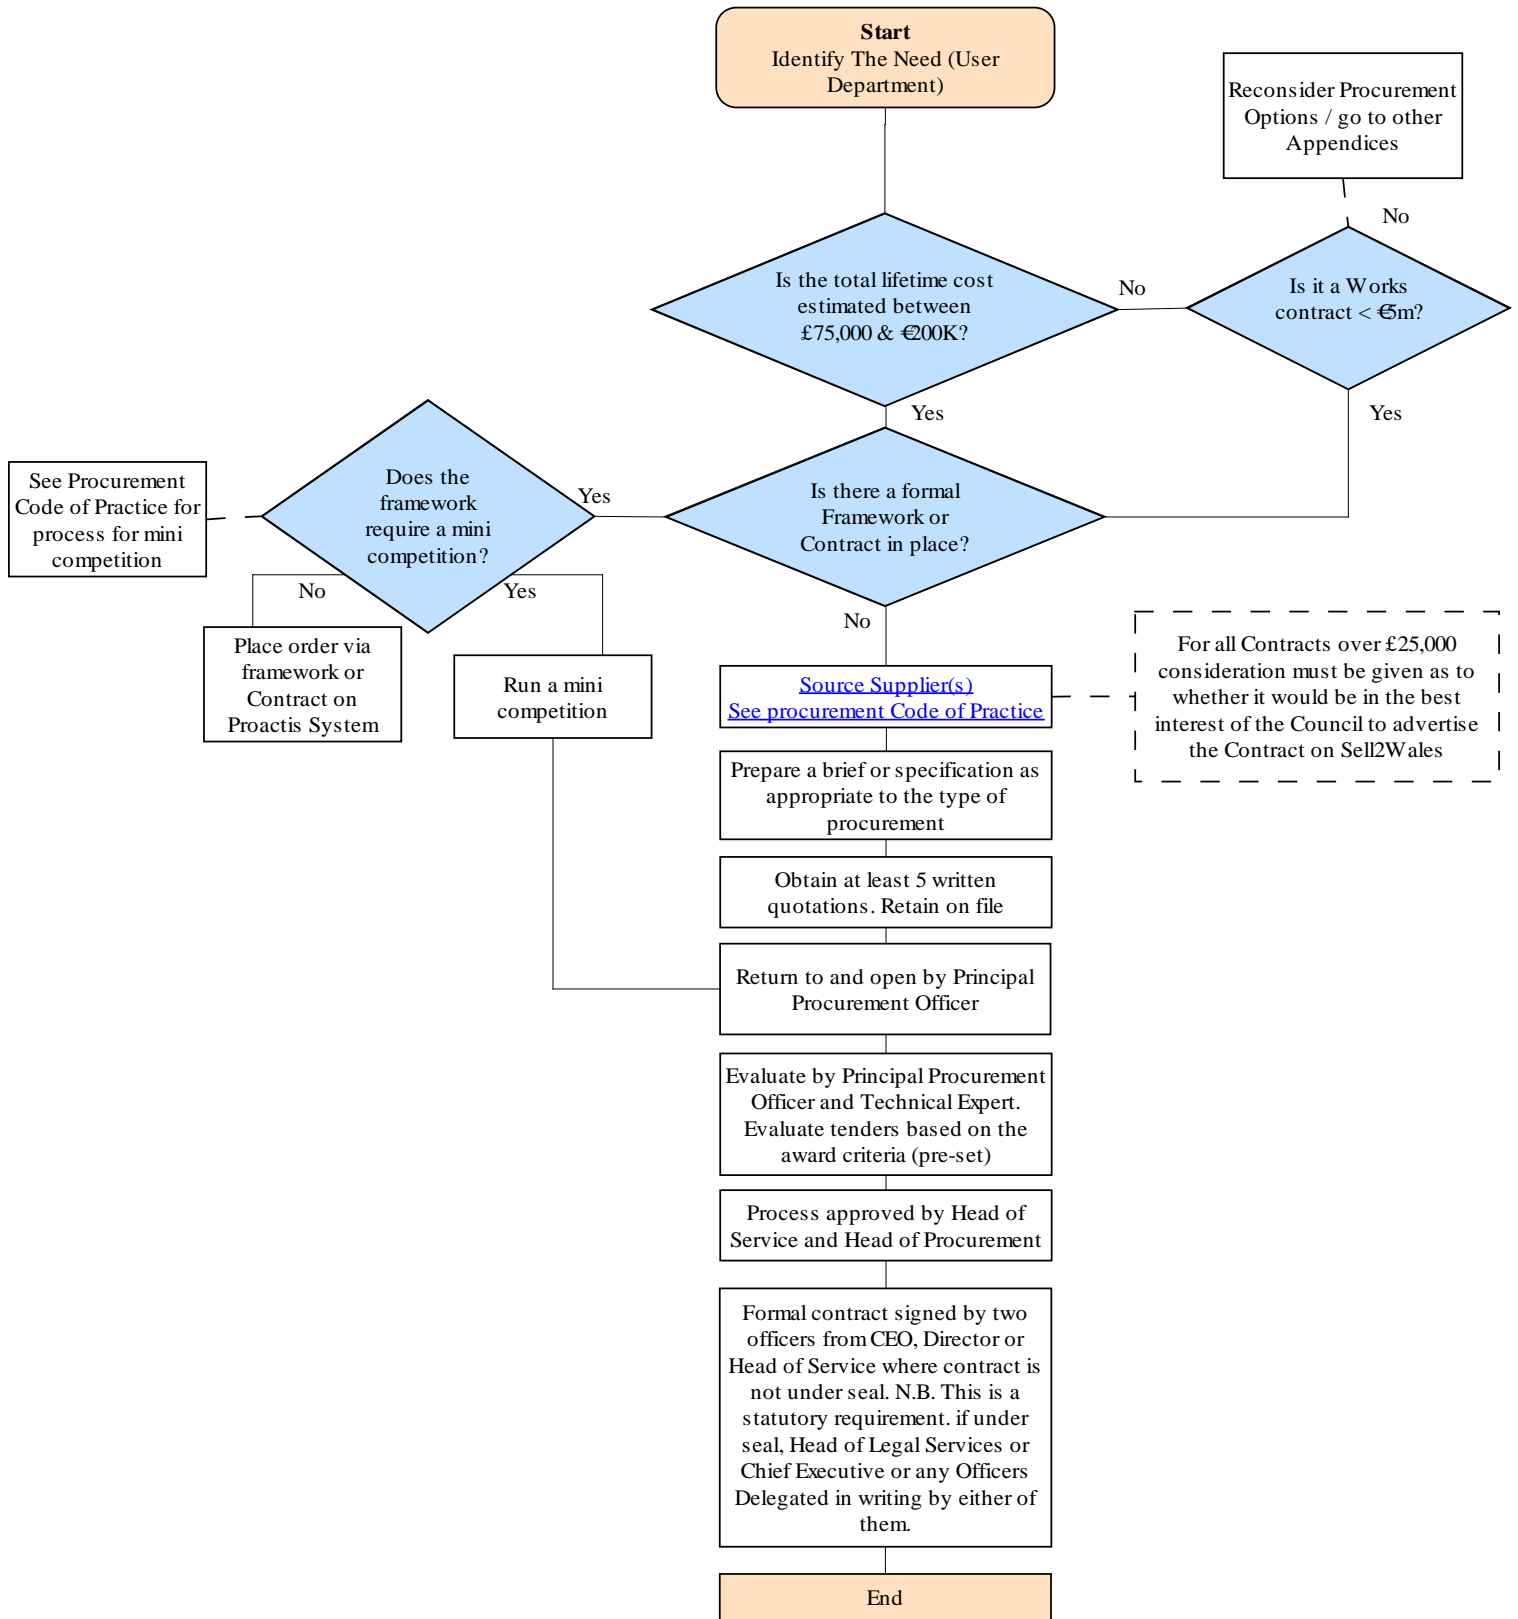 Start
Identify The Need (User
Department)
Reconsider Procurement
Options / go to other
Appendices
No
Is the total lifetime cost
estimated between
£75,000 & €200K?
No
Is it a Works
contract < €5m?
Yes
Yes
See Procurement
Code of Practice for
process for mini
competition
Does the
framework
require a mini
competition?
Yes
Is there a formal
Framework or
Contract in place?
No
Yes
No
Place order via
framework or
Contract on
Proactis System
Run a mini
competition
Source Supplier(s)
See procurement Code of Practice
For all Contracts over £25,000
consideration must be given as to
whether it would be in the best
interest of the Council to advertise
the Contract on Sell2Wales
Prepare a brief or specification as
appropriate to the type of
procurement
Obtain at least 5 written
quotations. Retain on file
Return to and open by Principal
Procurement Officer
Evaluate by Principal Procurement
Officer and Technical Expert.
Evaluate tenders based on the
award criteria (pre-set)
Process approved by Head of
Service and Head of Procurement
Formal contract signed by two
officers from CEO, Director or
Head of Service where contract is
not under seal. N.B. This is a
statutory requirement. if under
seal, Head of Legal Services or
Chief Executive or any Officers
Delegated in writing by either of
them.
End